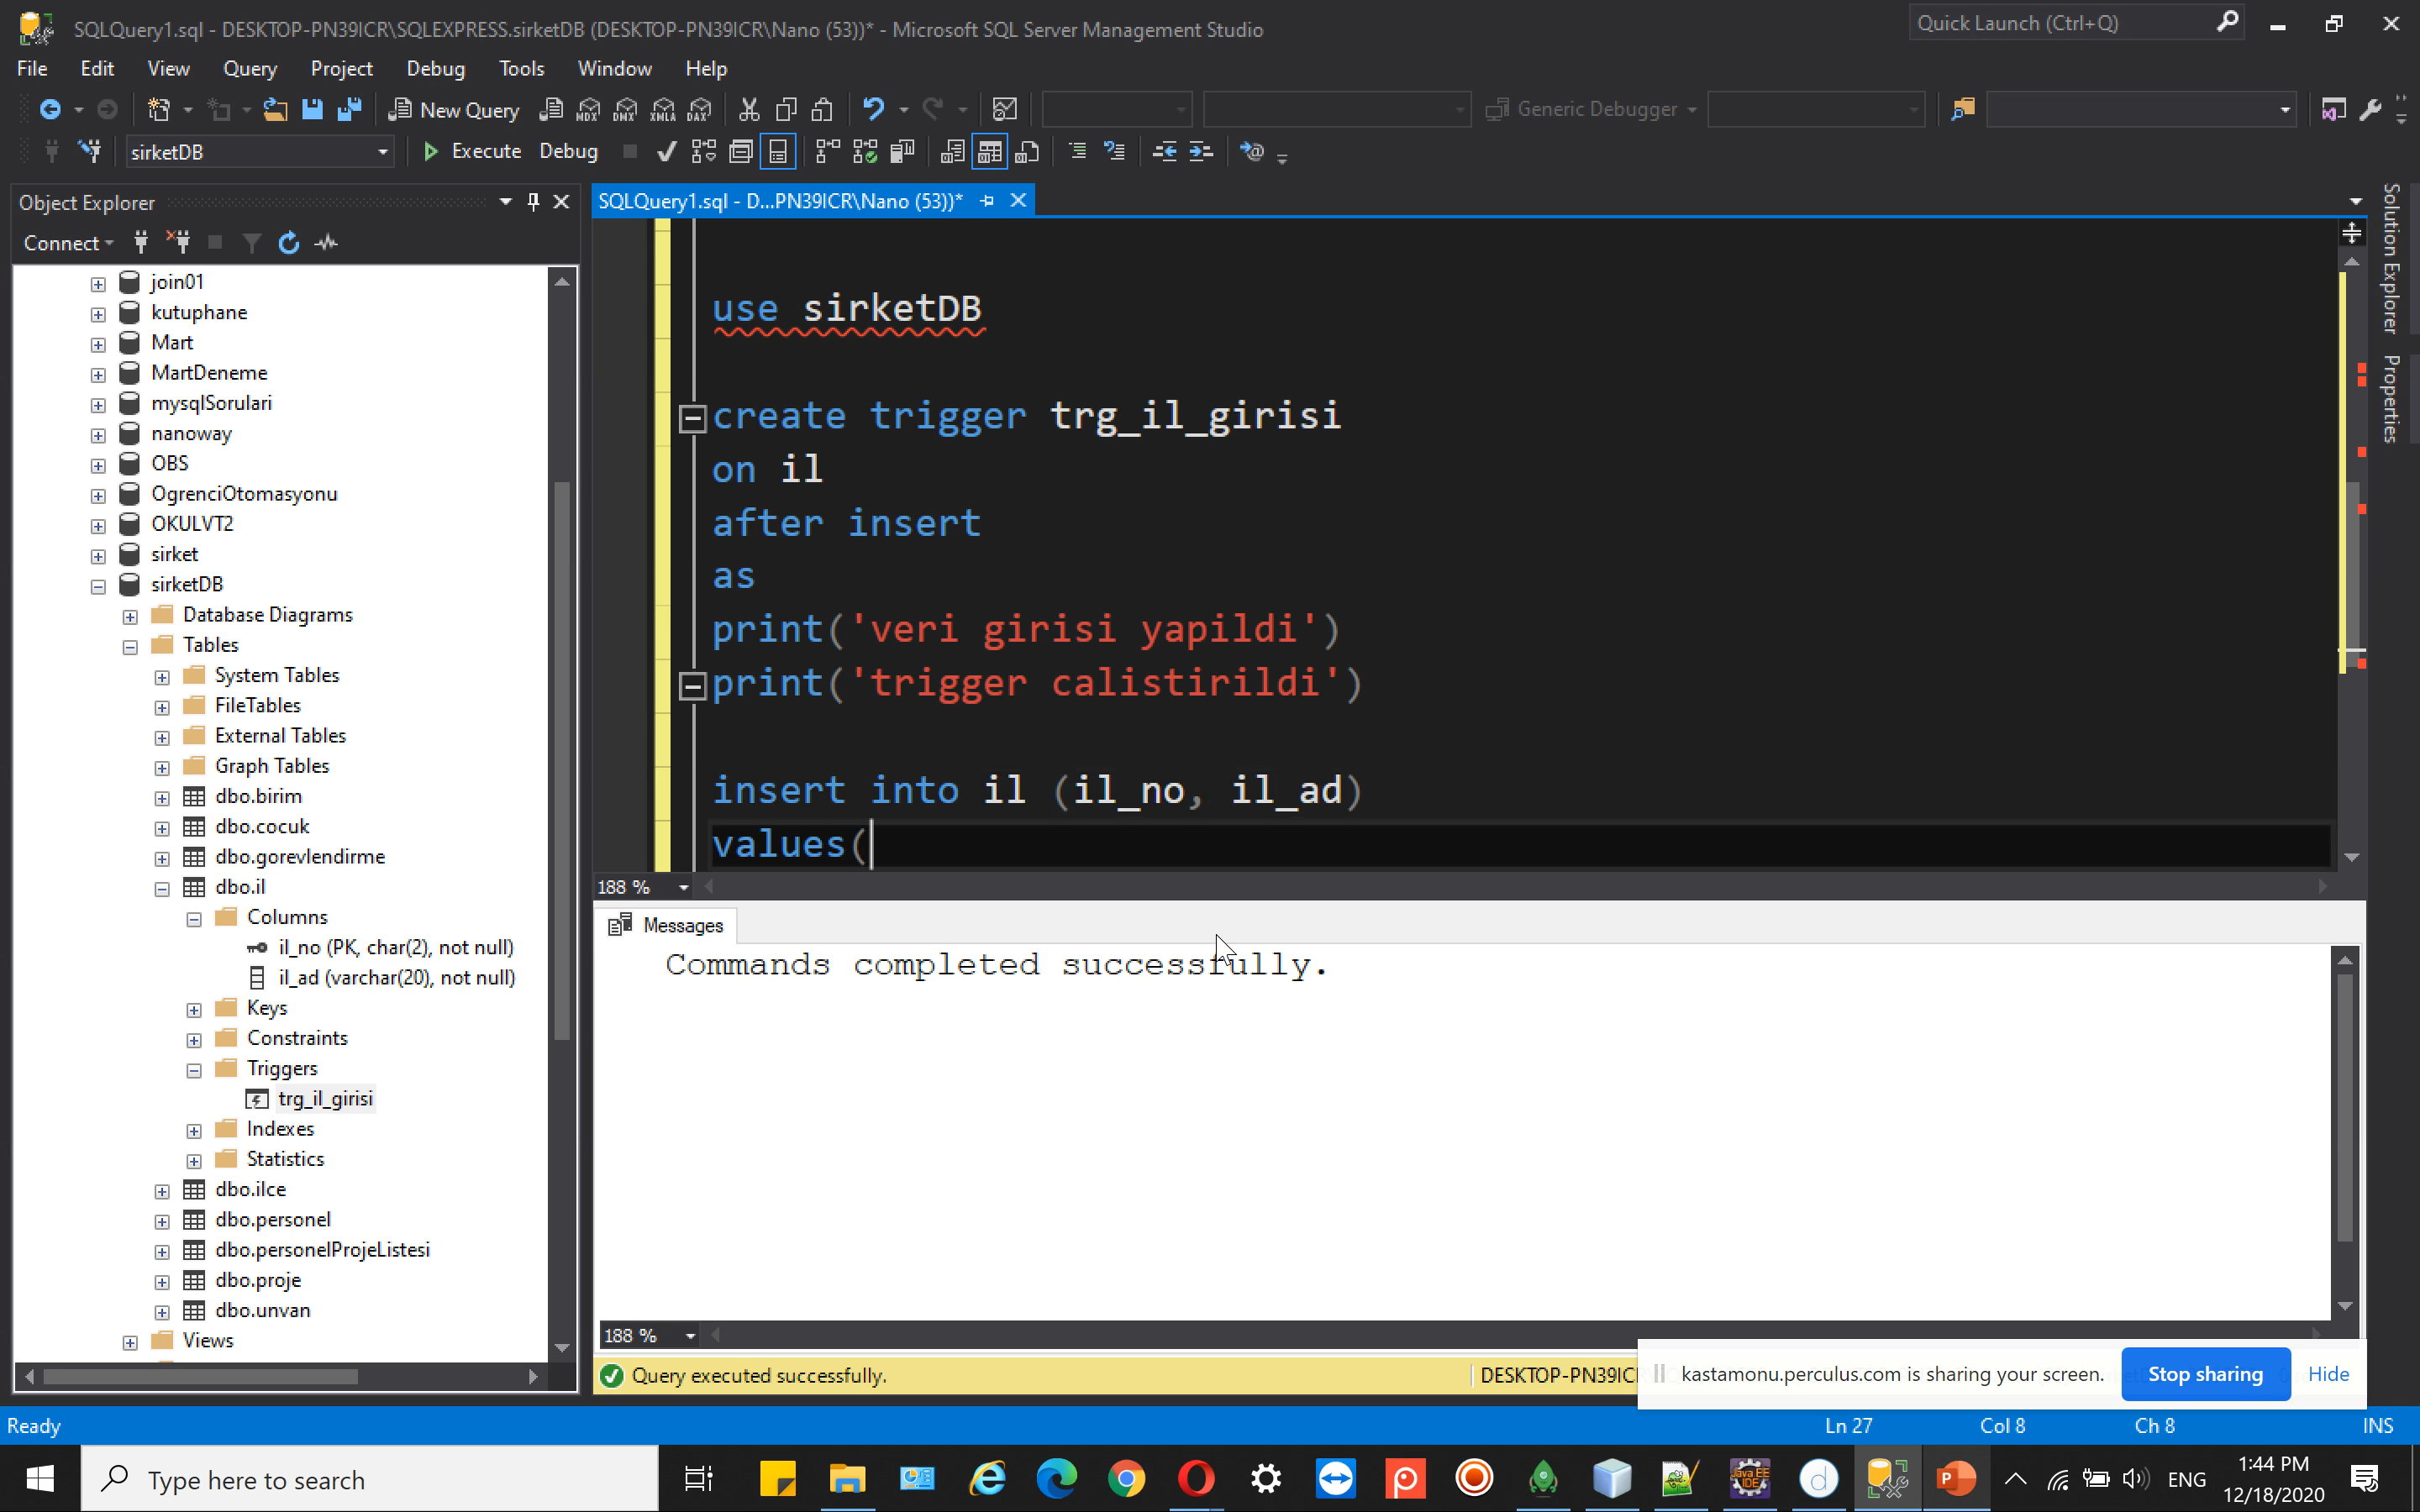 SQLQuery1.sql - DESKTOP-PN39ICR\SQLEXPRESS.sirketDB (DESKTOP-PN39ICR\Nano (53))* - Microsoft SQL Server Management Studio
Quick Launch (Ctrl+Q)
File Edit View Query Project Debug Tools Window Help
New Query MDX DMX XMLA DAX Generic Debugger
sirketDB Execute Debug
Object Explorer
SQLQuery1.sql - D...PN39ICR\Nano (53))*
Connect
join01
kutuphane
Mart
MartDeneme
mysqlSorulari
nanoway
OBS
OgrenciOtomasyonu
OKULVT2
sirket
sirketDB
Database Diagrams
Tables
System Tables
FileTables
External Tables
Graph Tables
dbo.birim
dbo.cocuk
dbo.gorevlendirme
dbo.il
Columns
il_no (PK, char(2), not null)
il_ad (varchar(20), not null)
Keys
Constraints
Triggers
trg_il_girisi
Indexes
Statistics
dbo.ilce
dbo.personel
dbo.personelProjeListesi
dbo.proje
dbo.unvan
Views
use sirketDB
create trigger trg_il_girisi
on il
after insert
as
print('veri girisi yapildi')
print('trigger calistirildi')
insert into il (il_no, il_ad)
values(
188 %
Messages
Commands completed successfully.
188 %
Query executed successfully.
DESKTOP-PN39IC
kastamonu.perculus.com is sharing your screen.
Stop sharing
Hide
Solution Explorer
Properties
Ready
Ln 27 Col 8 Ch 8 INS
Type here to search
Java EE
IDE
d
P
ENG
1:44 PM
12/18/2020